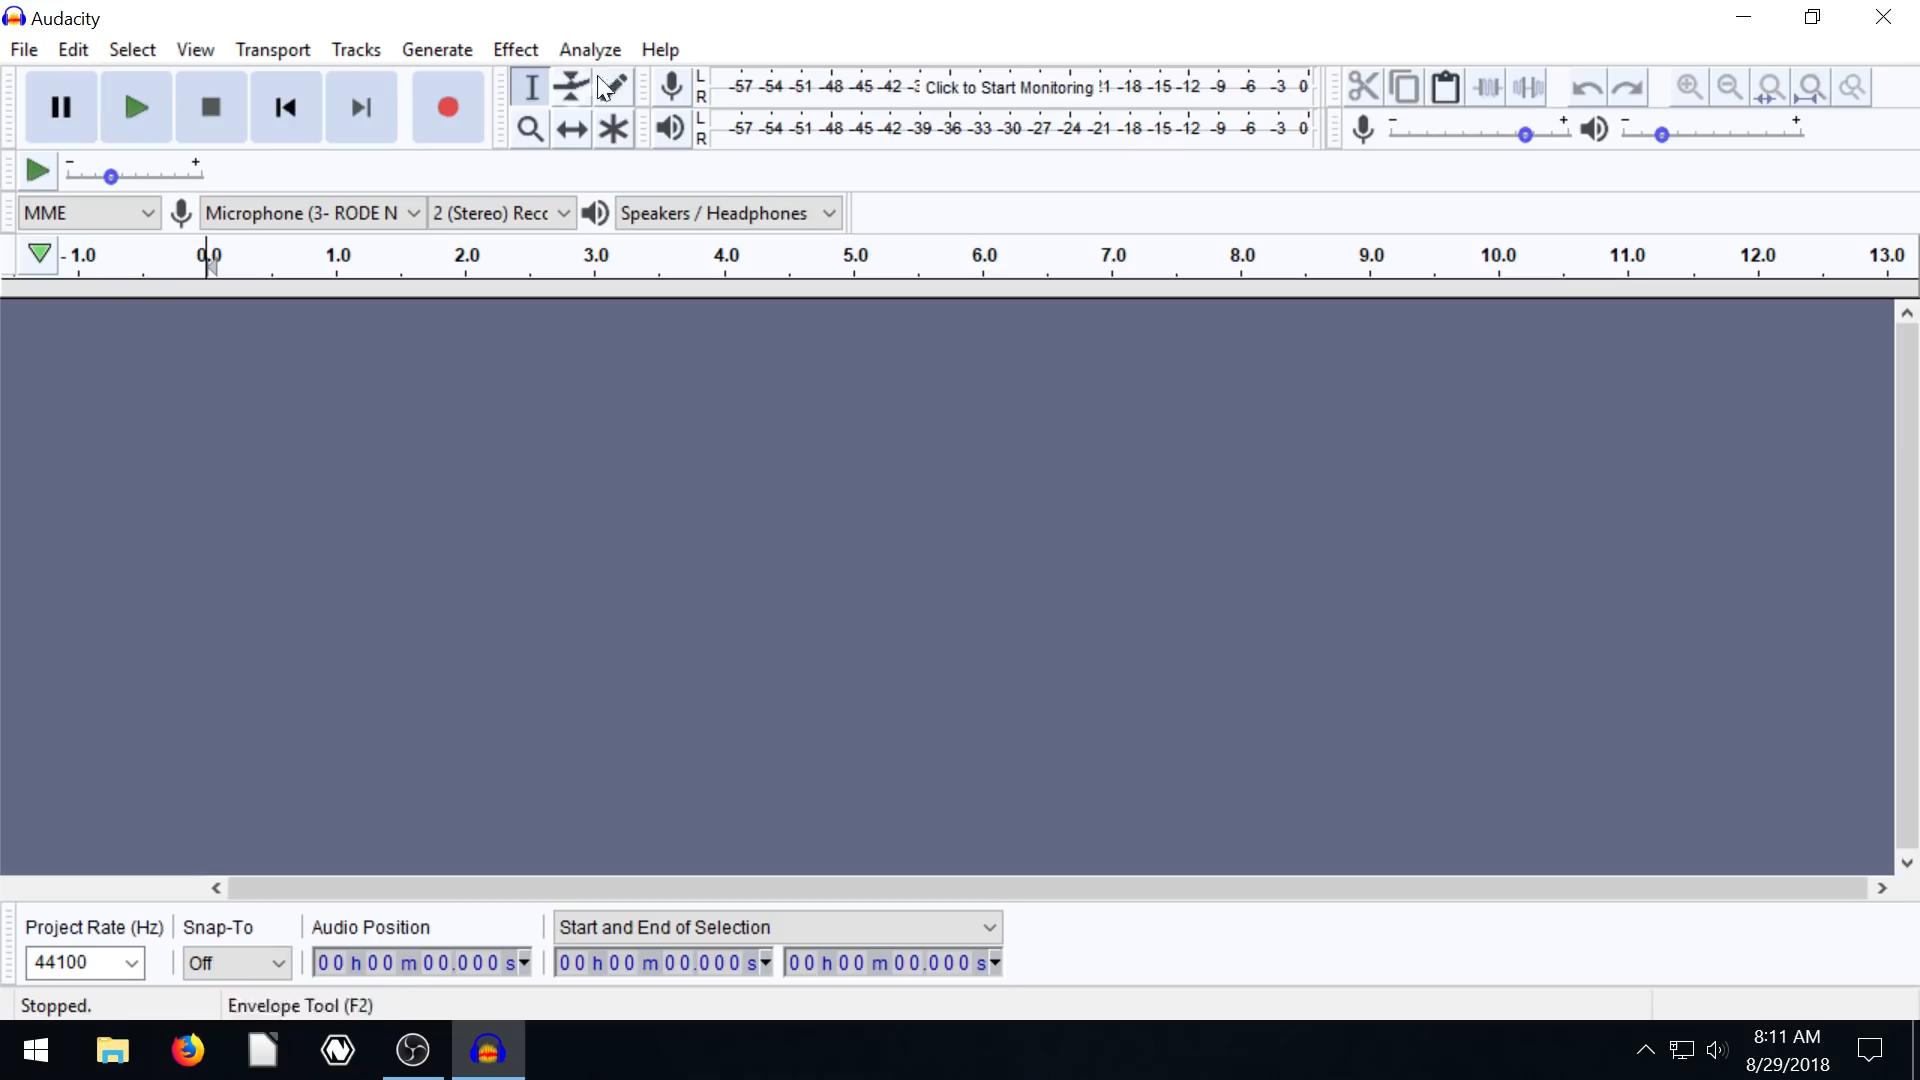 Audacity
File Edit Select View Transport Tracks Generate Effect Analyze Help
L R -57 -54 -51 -48 -45 -42 -3 Click to Start Monitoring !1 -18 -15 -12 -9 -6 -3 0
L R -57 -54 -51 -48 -45 -42 -39 -36 -33 -30 -27 -24 -21 -18 -15 -12 -9 -6 -3 0
- + - +
- +
MME Microphone (3- RODE N 2 (Stereo) Recc Speakers / Headphones
-1.0 0.0 1.0 2.0 3.0 4.0 5.0 6.0 7.0 8.0 9.0 10.0 11.0 12.0 13.0
Project Rate (Hz) Snap-To Audio Position Start and End of Selection
44100 Off 00 h 00 m 00.000 s 00 h 00 m 00.000 s 00 h 00 m 00.000 s
Stopped. Envelope Tool (F2)
8:11 AM
8/29/2018